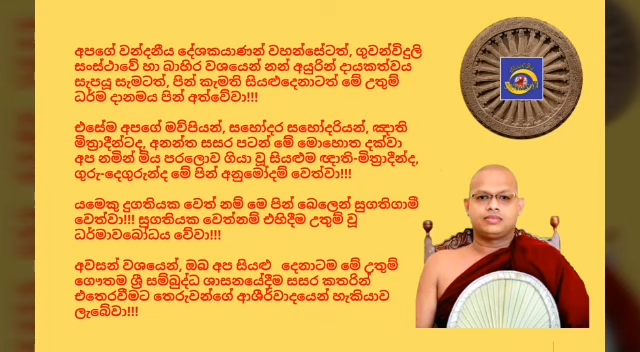 අපගේ වන්දනීය දේශකයාණන් වහන්සේටත්, ගුවන්විදුලි
සංස්ථාවේ හා බාහිර වශයෙන් නන් අයුරින් දායකත්වය
සැපයූ සැමටත්, පින් කැමති සියළුදෙනාටත් මේ උතුම්
ධර්ම දානමය පින් අත්වේවා!!!
එසේම අපගේ මව්පියන්, සහෝදර සහෝදරියන්, ඤාති
මිත්‍රාදීන්ටද, අනන්ත සසර පටන් මේ මොහොත දක්වා
අප නමින් මිය පරලොව ගියා වූ සියළුම ඥාති-මිත්‍රාදීන්ද,
ගුරු-දෙගුරුන්ද මේ පින් අනුමෝදම් වෙත්වා!!!
යමෙකු දුගතියක වෙත් නම් මෙ පින් බෙලෙන් සුගතිගාමී
වෙත්වා!!! සුගතියක වෙත්නම් එහිදීම උතුම් වූ
ධර්මාවබෝධය වේවා!!!
අවසන් වශයෙන්, ඔබ අප සියළු දෙනාටම මේ උතුම්
ගෞතම ශ්‍රී සම්බුද්ධ ශාසනයේදීම සසර කතරින්
එතෙරවීමට තෙරුවන්ගේ ආශීර්වාදයෙන් හැකියාව
ලැබේවා!!!